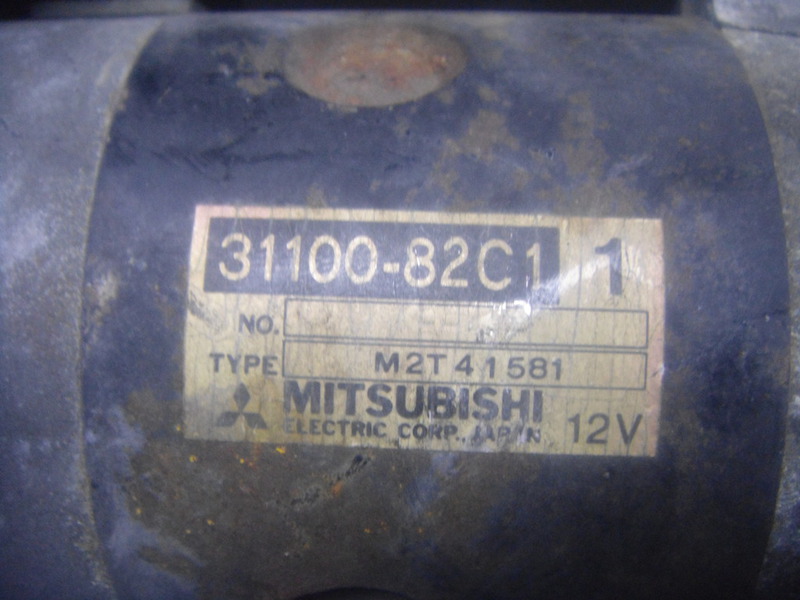 31100-82C1 1
NO.
TYPE M2T41581
MITSUBISHI
ELECTRIC CORP., JAPAN 12V